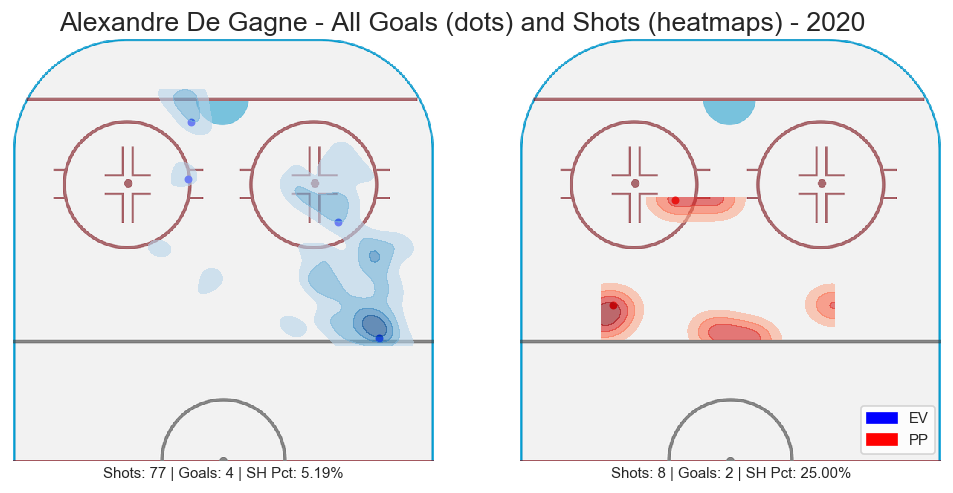 Alexandre De Gagne - All Goals (dots) and Shots (heatmaps) - 2020
EV
PP
Shots: 77 | Goals: 4 | SH Pct: 5.19%
Shots: 8 | Goals: 2 | SH Pct: 25.00%